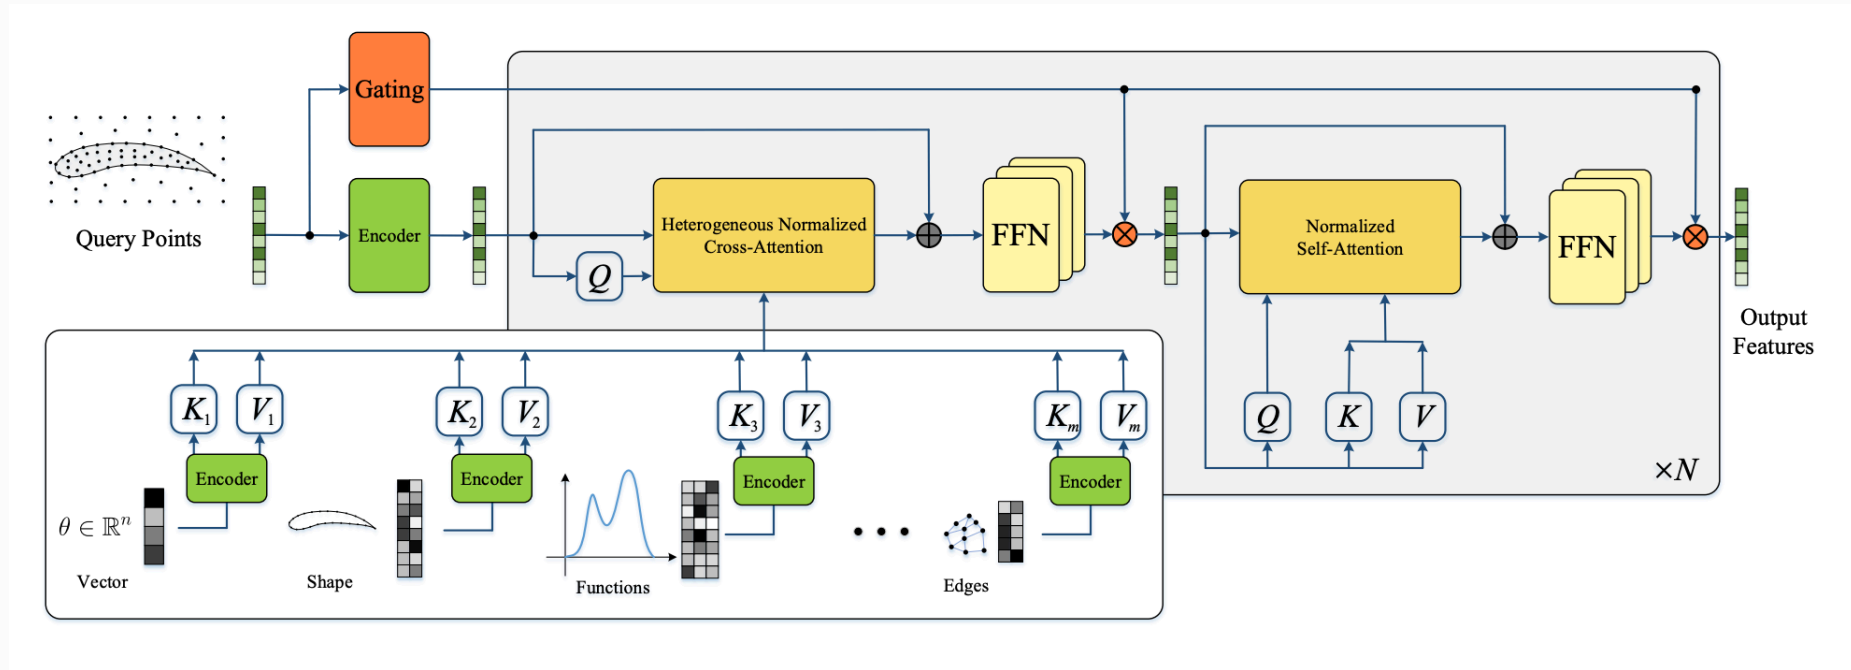 Gating
Query Points
Encoder
Heterogeneous Normalized
Cross-Attention
Q
FFN
Normalized
Self-Attention
FFN
Output
Features
Q
K
V
×N
K₁
V₁
K₂
V₂
K₃
V₃
Kₘ
Vₘ
Encoder
Encoder
Encoder
Encoder
θ ∈ ℝⁿ
Vector
Shape
Functions
Edges